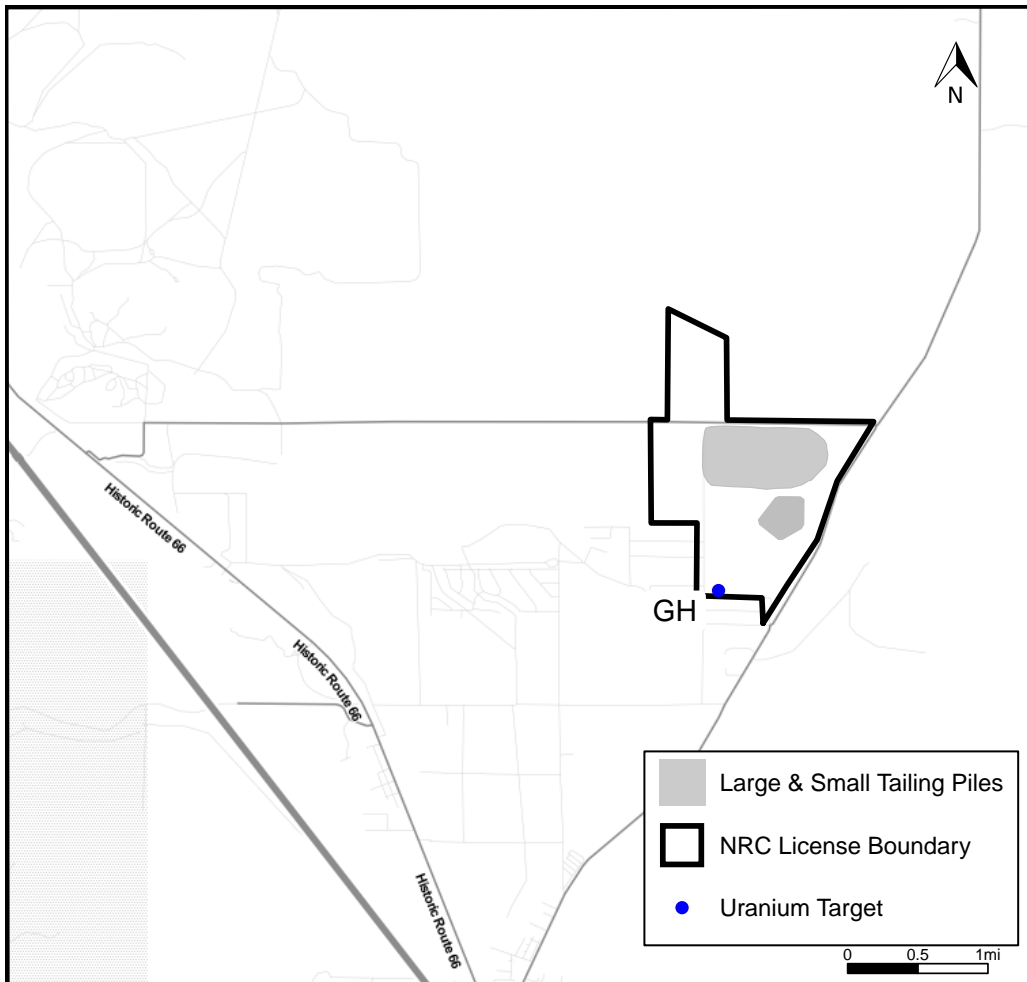 N
Historic Route 66
Historic Route 66
GH
Large & Small Tailing Piles
NRC License Boundary
Historic Route 66
Uranium Target
0 0.5 1mi